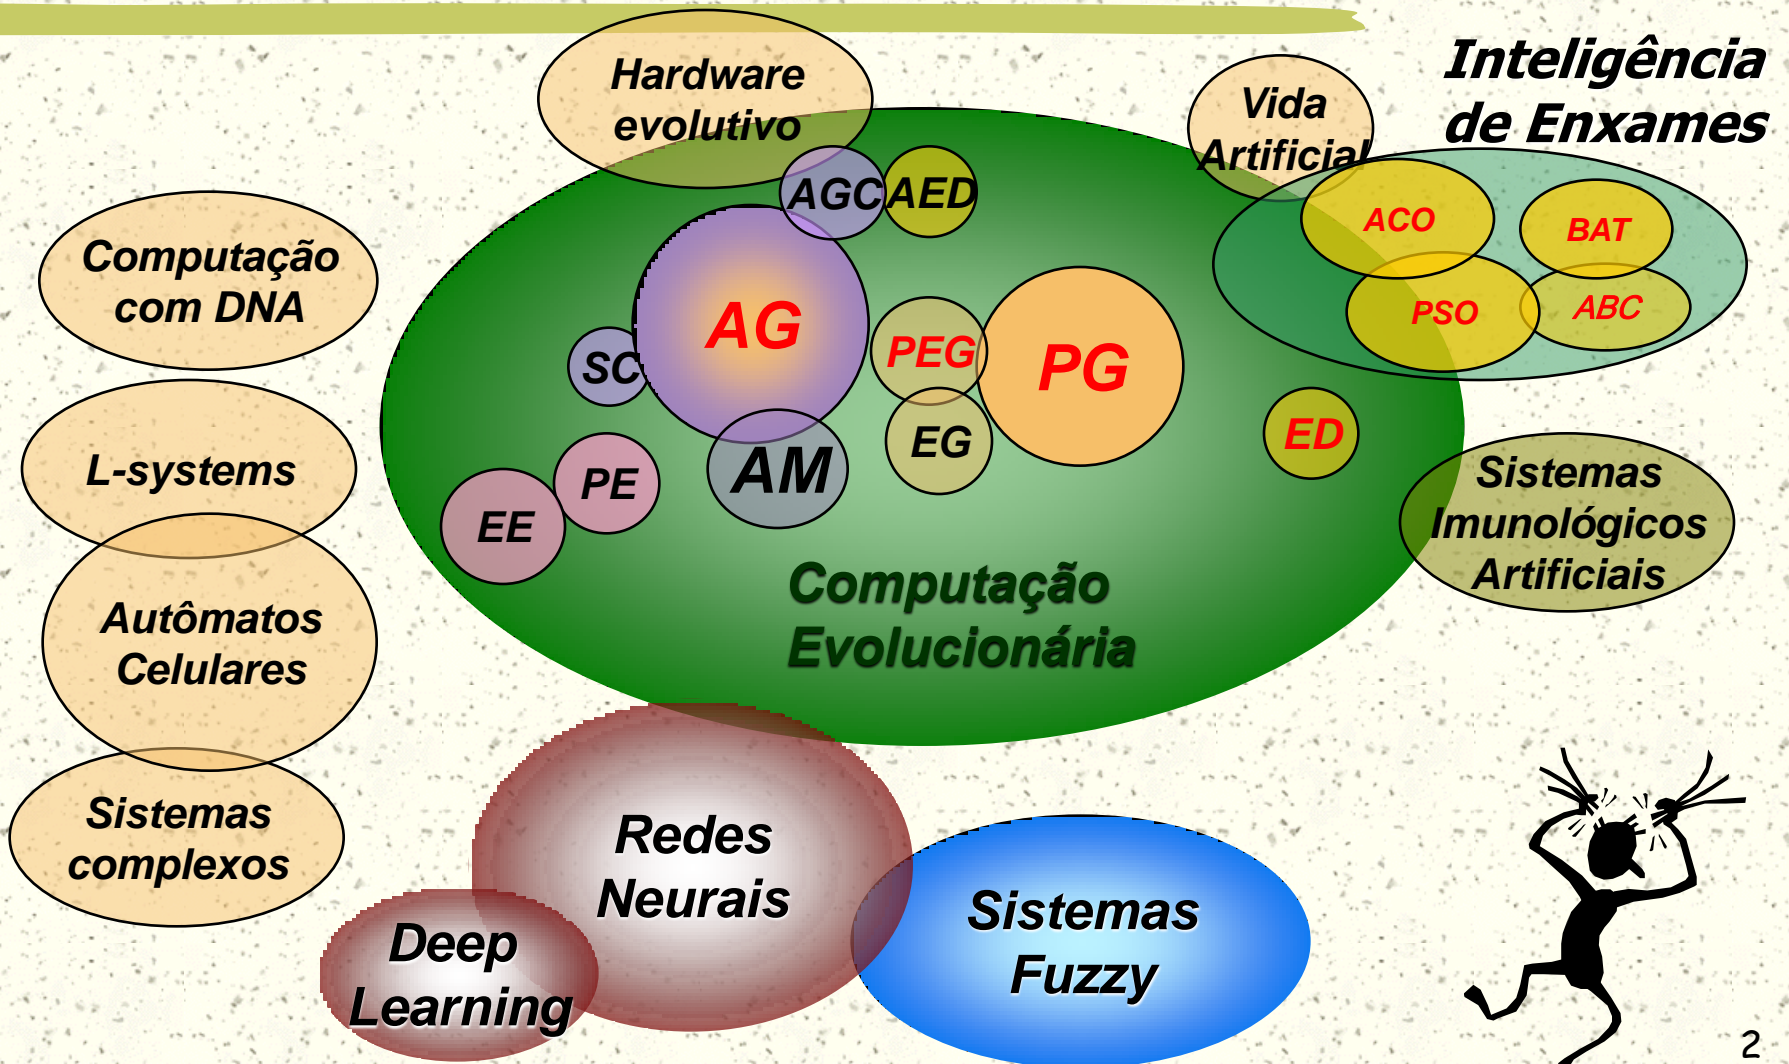 Hardware
evolutivo
Vida
Artificial
Inteligência
de Enxames
AGC
AED
ACO
BAT
PSO
ABC
Computação
com DNA
AG
SC
PEG
PG
EG
ED
AM
PE
EE
L-systems
Sistemas
Imunológicos
Artificiais
Computação
Evolucionária
Autômatos
Celulares
Sistemas
complexos
Redes
Neurais
Deep
Learning
Sistemas
Fuzzy
2